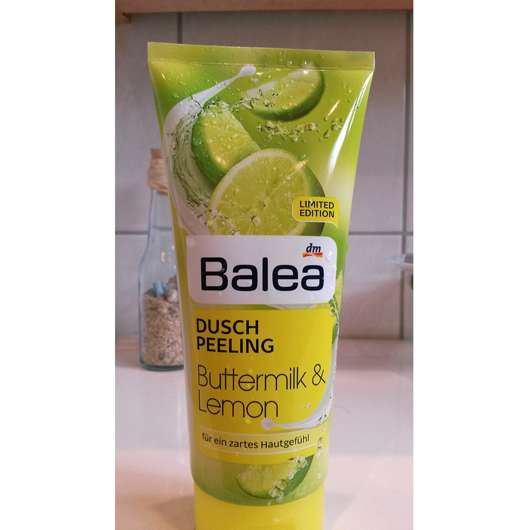 LIMITED
EDITION
dm
Balea
DUSCH
PEELING
Buttermilk &
Lemon
für ein zartes Hautgefühl